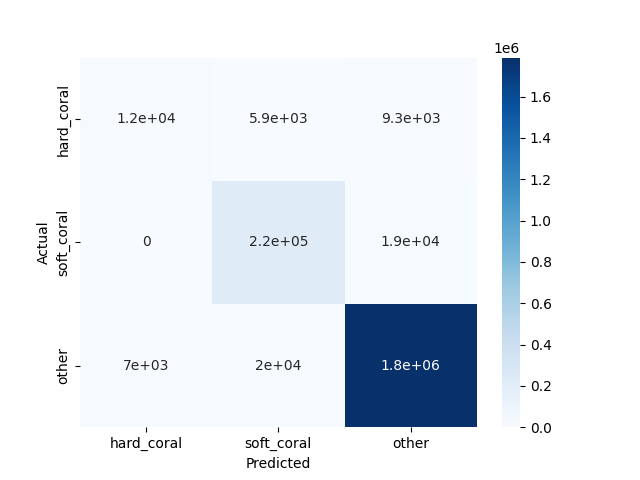 1e6
hard_coral
1.2e+04 5.9e+03 9.3e+03
1.6
1.4
1.2
1.0
0.8
0.6
0.4
0.2
0.0
Actual
soft_coral
0 2.2e+05 1.9e+04
other
7e+03 2e+04 1.8e+06
hard_coral soft_coral other
Predicted